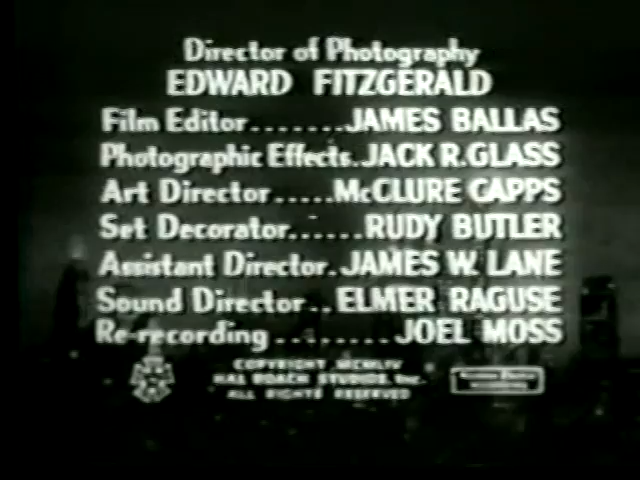 Director of Photography
EDWARD FITZGERALD
Film Editor.......JAMES BALLAS
Photographic Effects..JACK R. GLASS
Art Director.....McCLURE CAPPS
Set Decorator......RUDY BUTLER
Assistant Director..JAMES W. LANE
Sound Director..ELMER RAGUSE
Re-recording........JOEL MOSS
COPYRIGHT MCMLIV
HAL ROACH STUDIOS, Inc.
ALL RIGHTS RESERVED